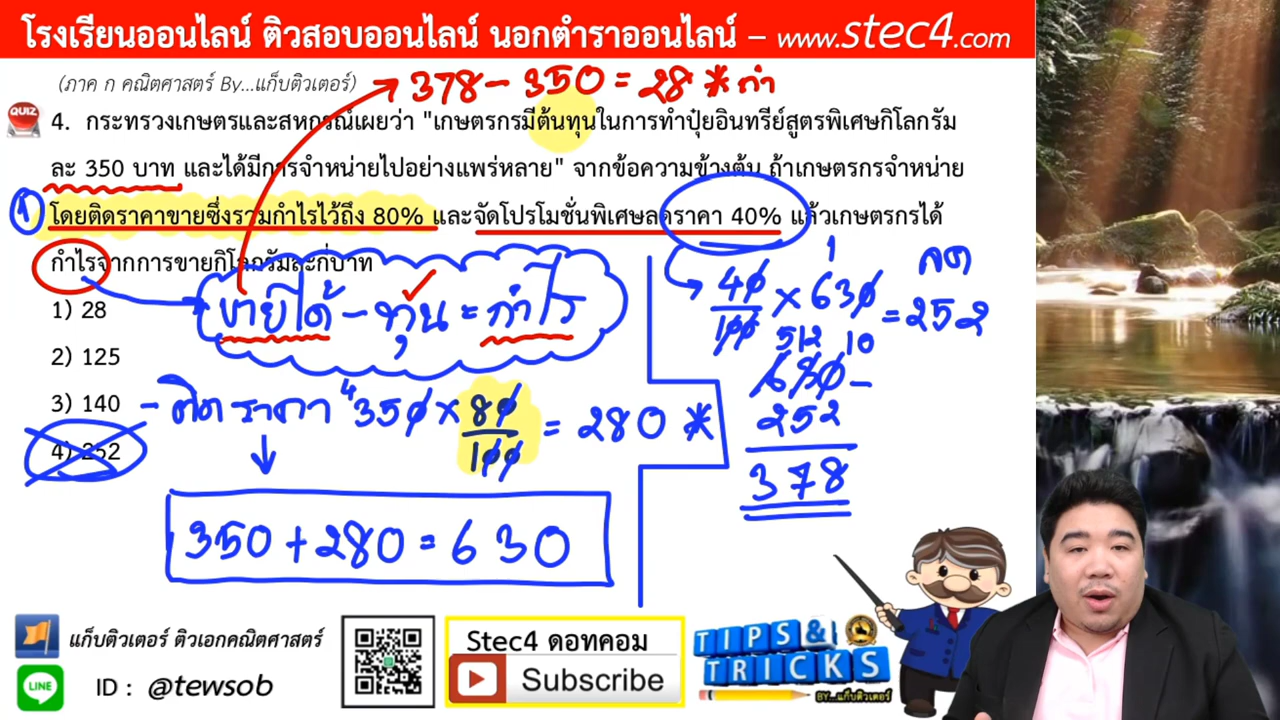 โรงเรียนออนไลน์ ติวสอบออนไลน์ นอกตำราออนไลน์ – www.stec4.com
(ภาค ก คณิตศาสตร์ By...แก็บติวเตอร์)
378 - 350 = 28 * กำ
QUIZ
4. กระทรวงเกษตรและสหกรณ์เผยว่า "เกษตรกรมีต้นทุนในการทำปุ๋ยอินทรีย์สูตรพิเศษกิโลกรัม
ละ 350 บาท และได้มีการจำหน่ายไปอย่างแพร่หลาย" จากข้อความข้างต้น ถ้าเกษตรกรจำหน่าย
1 โดยติดราคาขายซึ่งรวมกำไรไว้ถึง 80% และจัดโปรโมชั่นพิเศษลดราคา 40% แล้วเกษตรกรได้
กำไรจากการขายกิโลกรัมละกี่บาท
1) 28
ขายได้ - ทุน = กำไร
2) 125
3) 140
4) 252
- ติดราคา 4 350 × 80/100 = 280 *
350 + 280 = 630
1
ลด
40/100 × 630 = 252
5 12 10
630 -
252
378
แก็บติวเตอร์ ติวเอกคณิตศาสตร์
LINE
ID : @tewsob
Stec4 ดอทคอม
Subscribe
TIPS &
TRICKS
BY...แก็บติวเตอร์